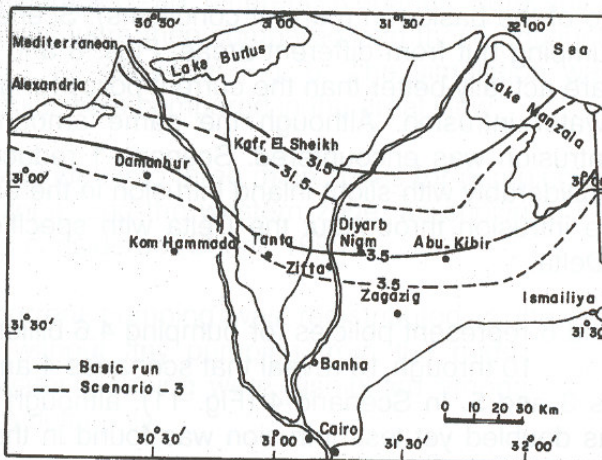 30°50'
31°00
31°30'
32°00'
Mediterranean
Sea
Lake Burlus
Alexandria
Lake Manzala
Kafr El Sheikh
31.5
31.5
Damanhur
31°00
Diyarb
Nigm
Kom Hammada
Tanta
Abu-Kibir
3.5
Zifta
3.5
Zagazig
Ismailiya
31°30'
31°30
Banha
Basic run
Scenario - 3
0 10 20 30 Km
Cairo
30°30'
31°00
31°30'
32°00'